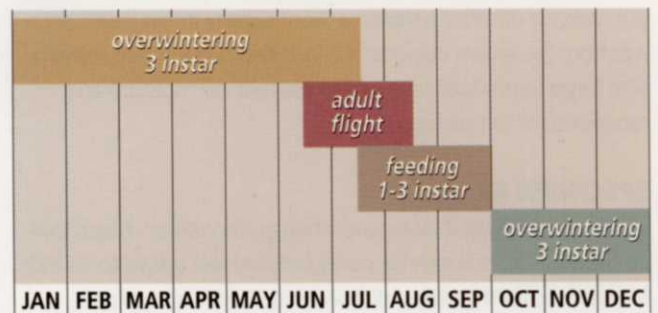 overwintering
3 instar
adult
flight
feeding
1-3 instar
overwintering
3 instar
JAN FEB MAR APR MAY JUN JUL AUG SEP OCT NOV DEC